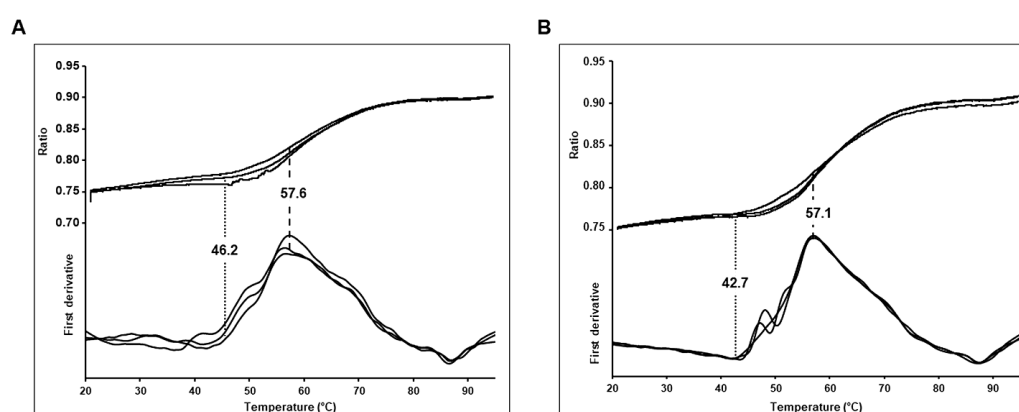 A
0.95
0.90
0.85
0.80
0.75
0.70
Ratio
First derivative
57.6
46.2
20 30 40 50 60 70 80 90
Temperature (°C)
B
0.95
0.90
0.85
0.80
0.75
Ratio
First derivative
57.1
42.7
20 30 40 50 60 70 80 90
Temperature (°C)